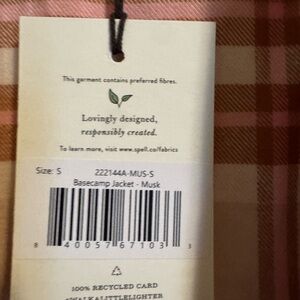 This garment contains preferred fibres.
Lovingly designed,
responsibly created.
To learn more, visit www.spell.co/fabrics
Size: S 222144A-MUS-S
Basecamp Jacket - Musk
8 40057 67103 3
100% RECYCLED CARD
#WALKALITTLELIGHTER